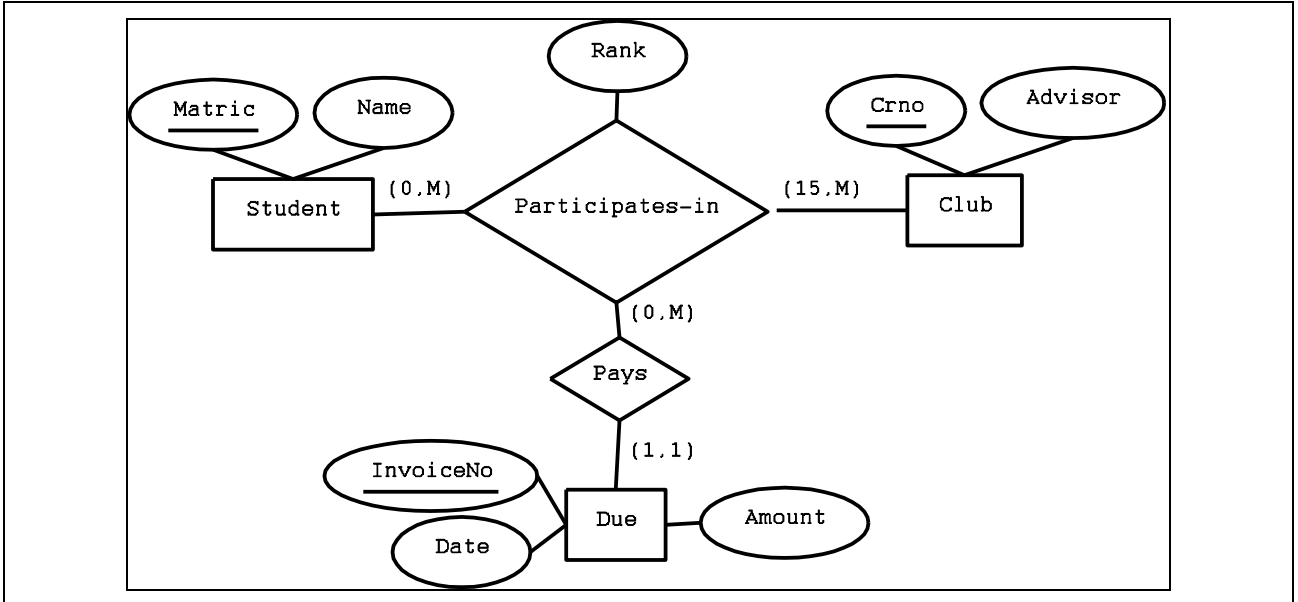 Rank
Matric
Name
Crno
Advisor
(0,M)
(15,M)
Student
Participates-in
Club
(0,M)
Pays
(1,1)
InvoiceNo
Due
Amount
Date